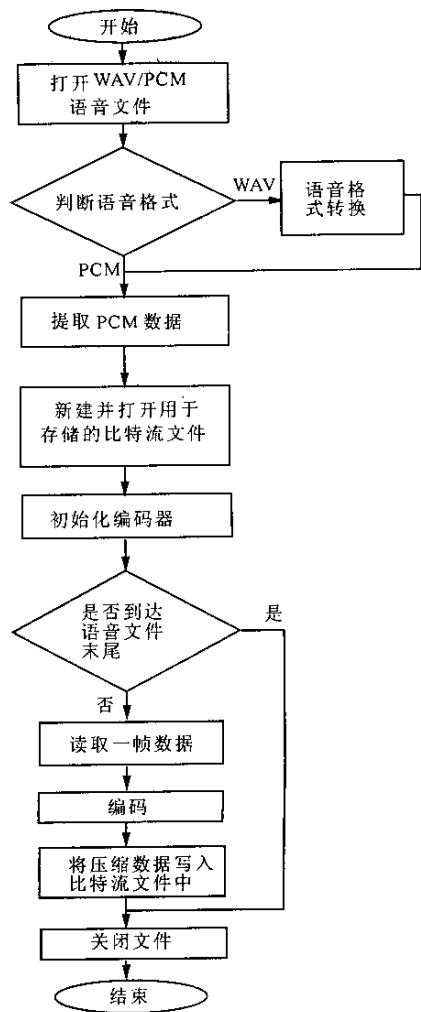 开始
打开WAV/PCM
语音文件
判断语音格式
WAV
语音格
式转换
PCM
提取PCM数据
新建并打开用于
存储的比特流文件
初始化编码器
是否到达
语音文件
末尾
是
否
读取一帧数据
编码
将压缩数据写入
比特流文件中
关闭文件
结束